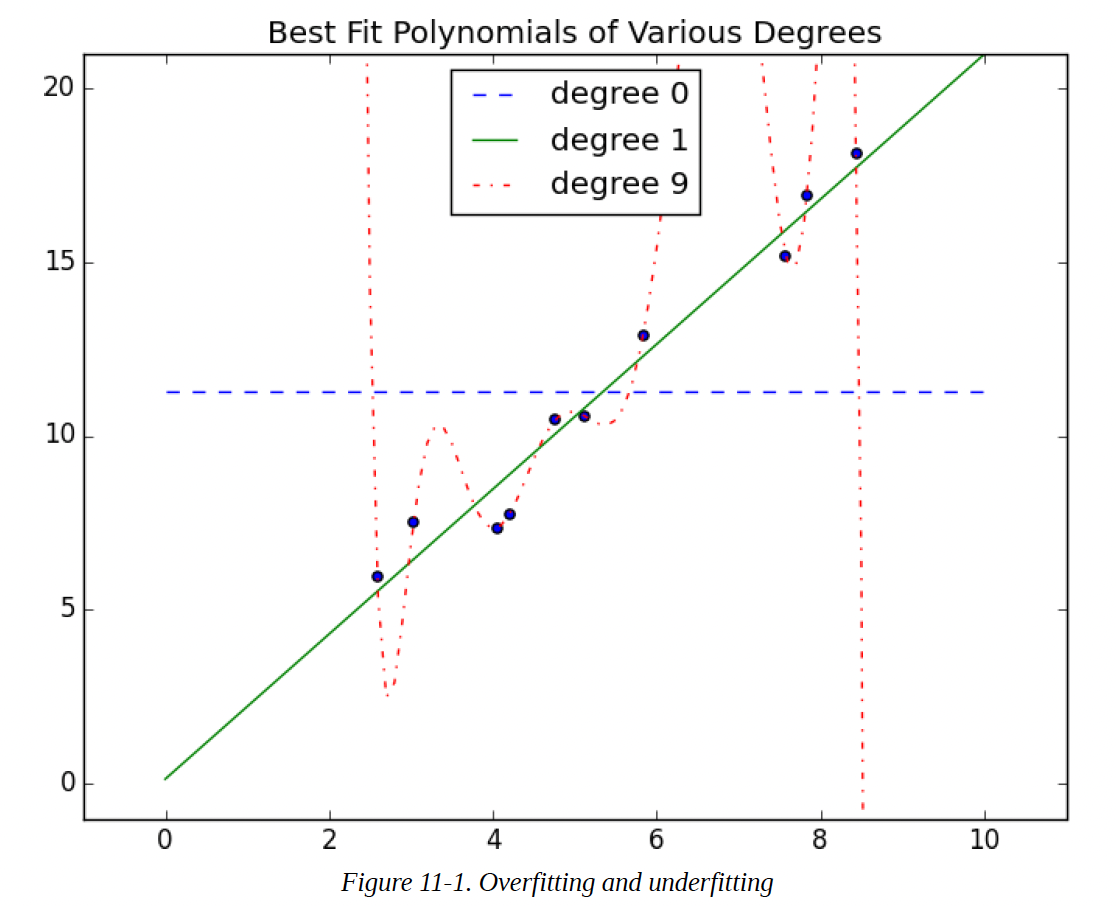 Best Fit Polynomials of Various Degrees
20
15
10
5
0
degree 0
degree 1
degree 9
0 2 4 6 8 10
Figure 11-1. Overfitting and underfitting